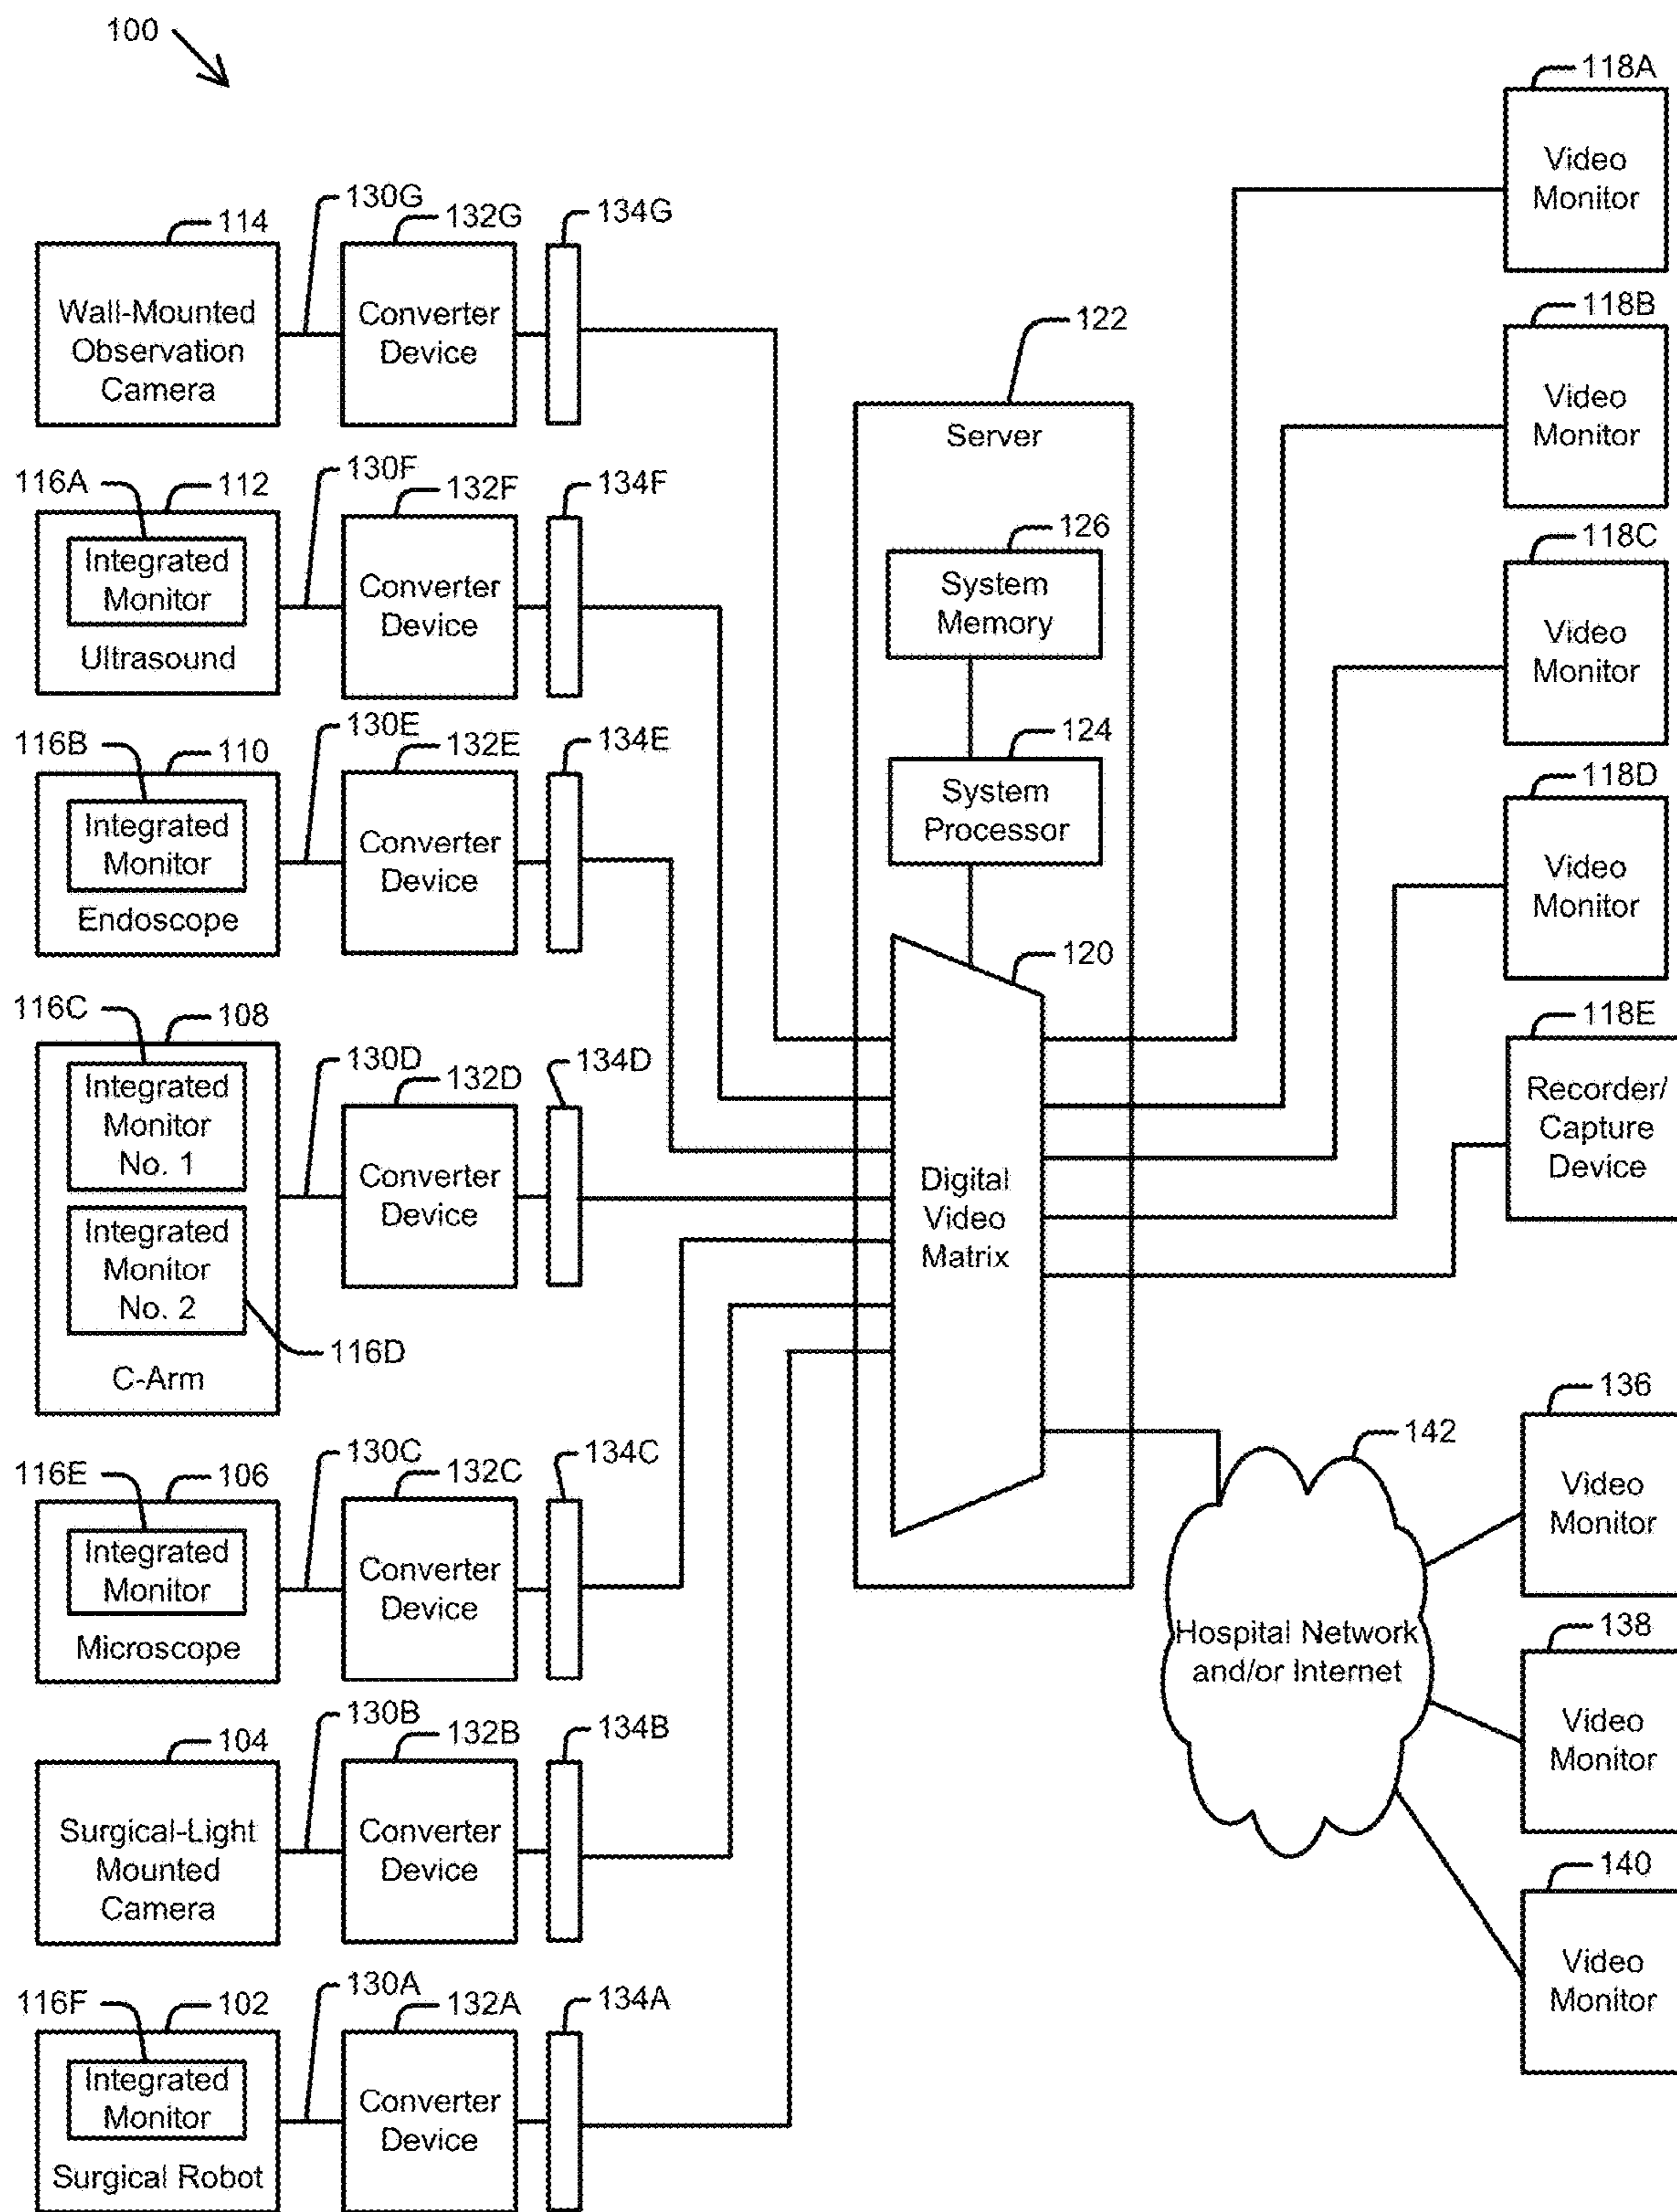 100
118A
Video
Monitor
114
130G
132G
134G
Wall-Mounted
Observation
Camera
Converter
Device
122
Server
118B
Video
Monitor
116A
112
130F
132F
134F
Integrated
Monitor
Ultrasound
Converter
Device
126
System
Memory
118C
Video
Monitor
116B
110
130E
132E
134E
Integrated
Monitor
Endoscope
Converter
Device
124
System
Processor
118D
Video
Monitor
116C
108
130D
132D
134D
Integrated
Monitor
No. 1
Integrated
Monitor
No. 2
116D
C-Arm
Converter
Device
120
Digital
Video
Matrix
118E
Recorder/
Capture
Device
116E
106
130C
132C
134C
Integrated
Monitor
Microscope
Converter
Device
142
Hospital Network
and/or Internet
136
Video
Monitor
138
Video
Monitor
104
130B
132B
134B
Surgical-Light
Mounted
Camera
Converter
Device
140
Video
Monitor
116F
102
130A
132A
134A
Integrated
Monitor
Surgical Robot
Converter
Device